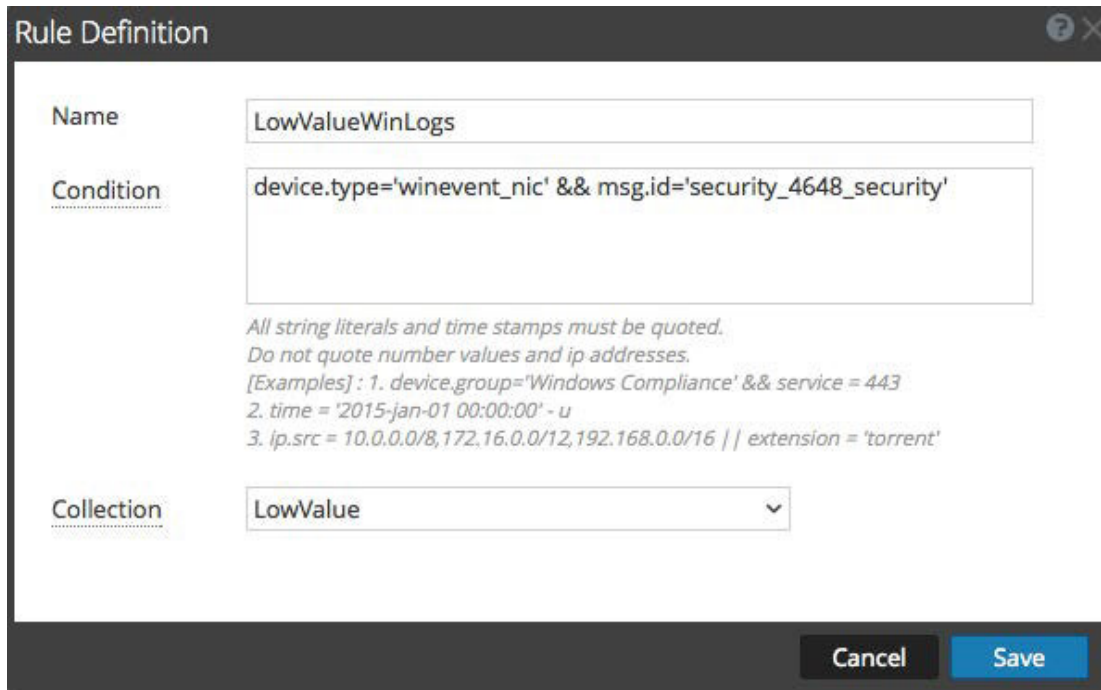 Rule Definition
Name
LowValueWinLogs
Condition
device.type='winevent_nic' && msg.id='security_4648_security'
All string literals and time stamps must be quoted.
Do not quote number values and ip addresses.
[Examples] : 1. device.group='Windows Compliance' && service = 443
2. time = '2015-jan-01 00:00:00' - u
3. ip.src = 10.0.0.0/8,172.16.0.0/12,192.168.0.0/16 || extension = 'torrent'
Collection
LowValue
Cancel
Save